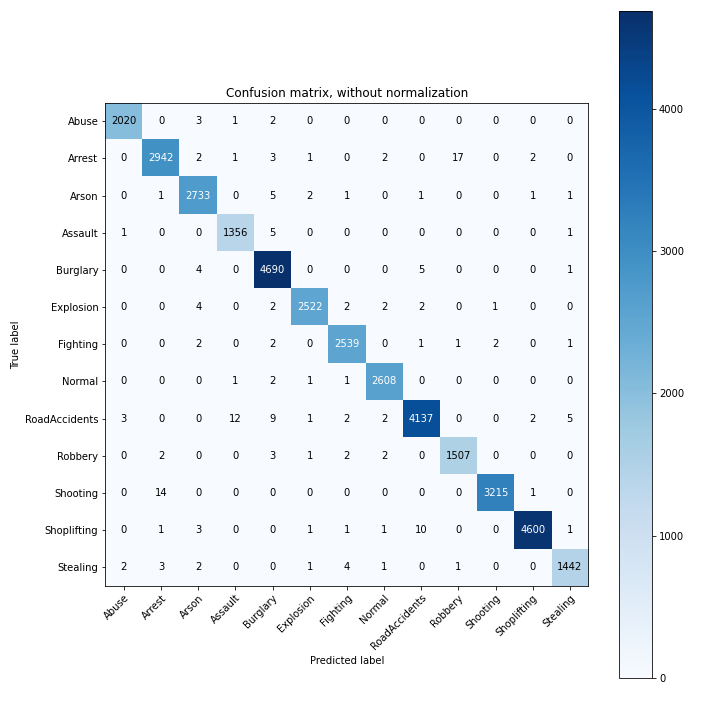 Confusion matrix, without normalization
True label
Abuse 2020 0 3 1 2 0 0 0 0 0 0 0 0
Arrest 0 2942 2 1 3 1 0 2 0 17 0 2 0
Arson 0 1 2733 0 5 2 1 0 1 0 0 1 1
Assault 1 0 0 1356 5 0 0 0 0 0 0 0 1
Burglary 0 0 4 0 4690 0 0 0 5 0 0 0 1
Explosion 0 0 4 0 2 2522 2 2 2 0 1 0 0
Fighting 0 0 2 0 2 0 2539 0 1 1 2 0 1
Normal 0 0 0 1 2 1 1 2608 0 0 0 0 0
RoadAccidents 3 0 0 12 9 1 2 2 4137 0 0 2 5
Robbery 0 2 0 0 3 1 2 2 0 1507 0 0 0
Shooting 0 14 0 0 0 0 0 0 0 0 3215 1 0
Shoplifting 0 1 3 0 0 1 1 1 10 0 0 4600 1
Stealing 2 3 2 0 0 1 4 1 0 1 0 0 1442
Abuse Arrest Arson Assault Burglary Explosion Fighting Normal RoadAccidents Robbery Shooting Shoplifting Stealing
Predicted label
4000
3000
2000
1000
0